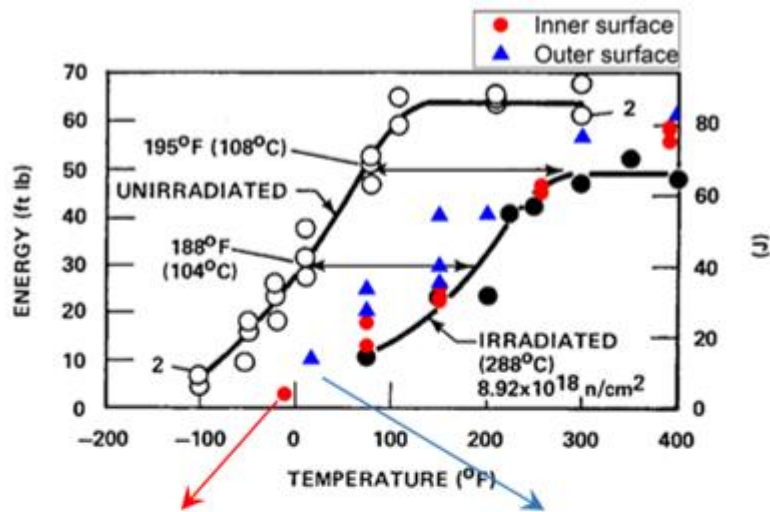 Inner surface
Outer surface
70
60
50
40
30
20
10
0
ENERGY (ft lb)
195°F (108°C)
UNIRRADIATED
188°F
(104°C)
2
2
IRRADIATED
(288°C)
8.92x10¹⁸ n/cm²
80
60
40
20
0
(J)
−200 −100 0 100 200 300 400
TEMPERATURE (°F)